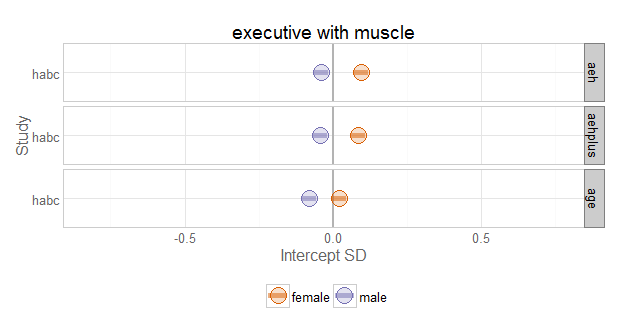 executive with muscle
habc
aeh
habc
aehplus
habc
age
Study
-0.5 0.0 0.5
Intercept SD
female male